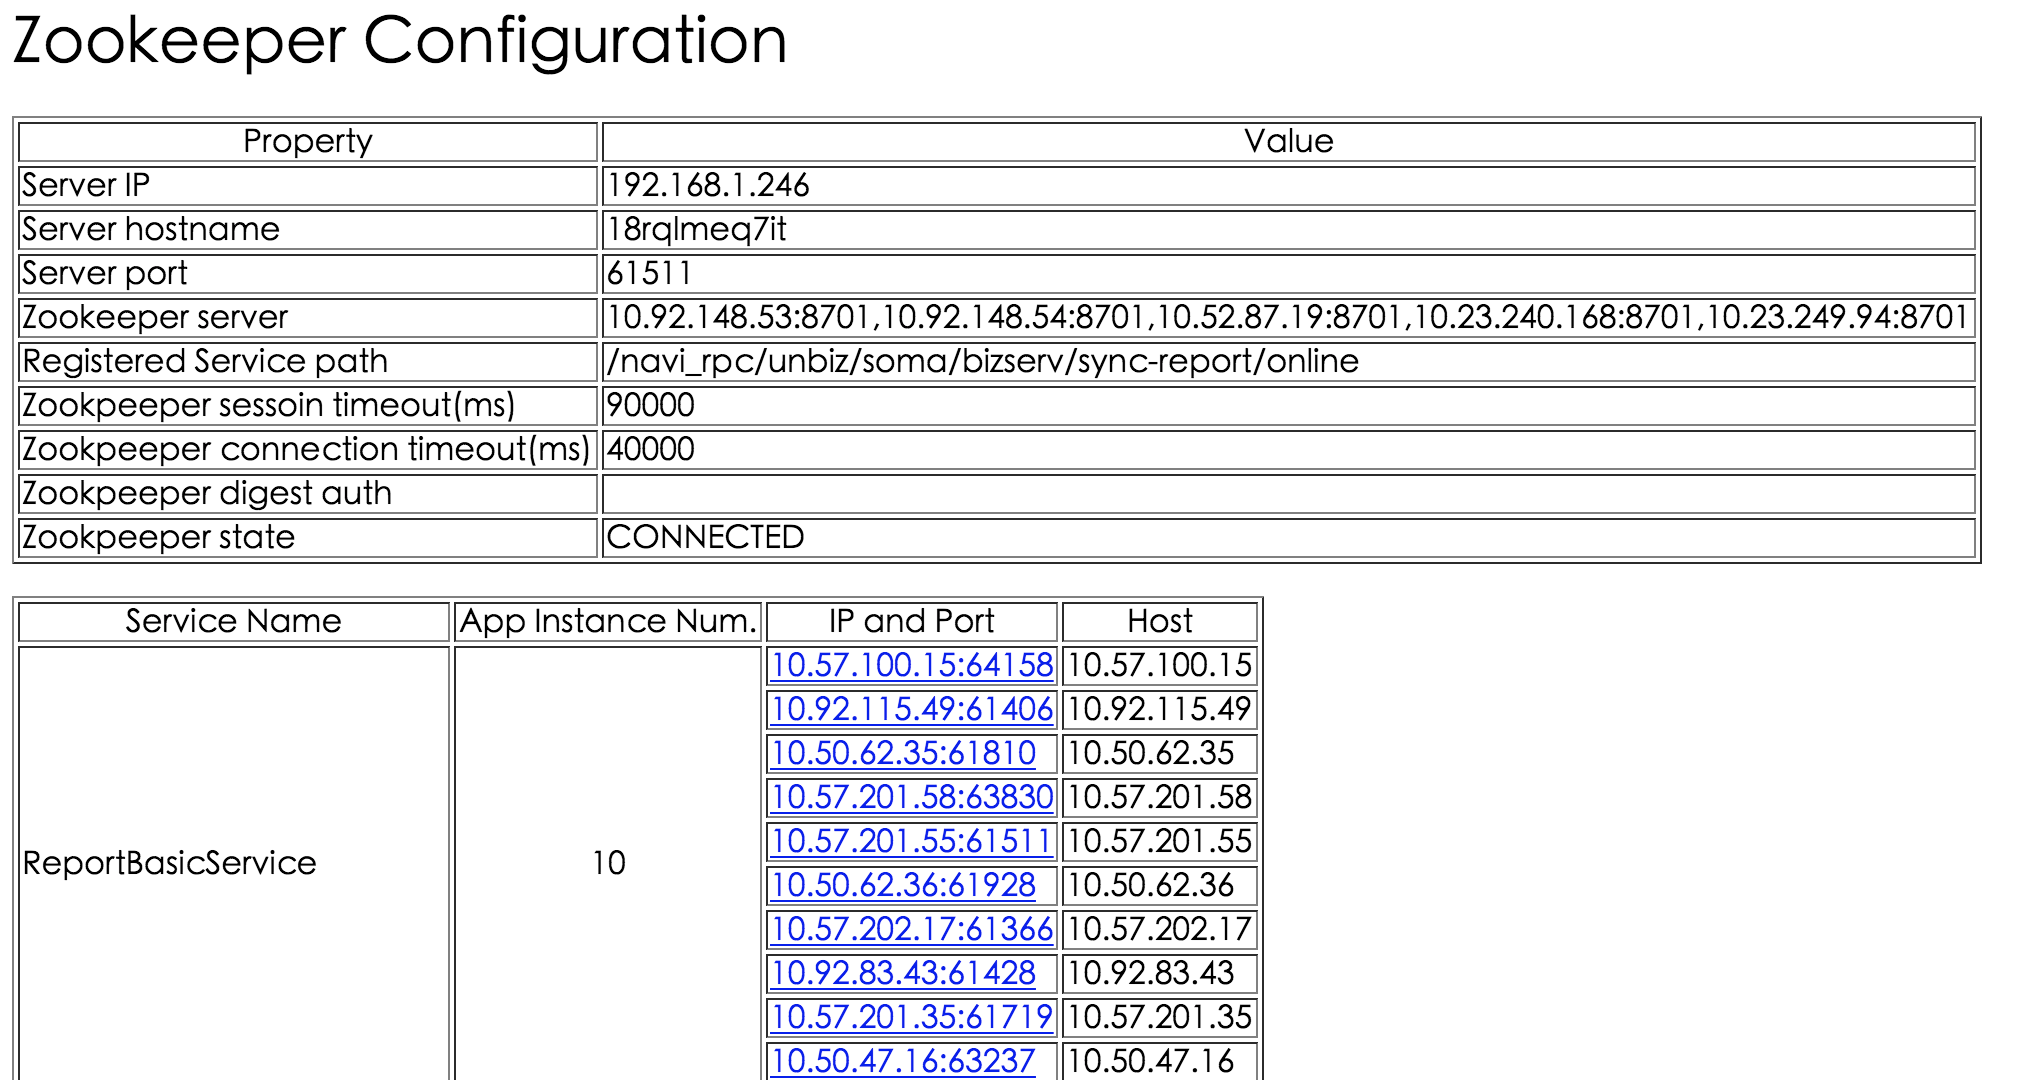 Zookeeper Configuration
Property Value
Server IP 192.168.1.246
Server hostname 18rqlmeq7it
Server port 61511
Zookeeper server 10.92.148.53:8701,10.92.148.54:8701,10.52.87.19:8701,10.23.240.168:8701,10.23.249.94:8701
Registered Service path /navi_rpc/unbiz/soma/bizserv/sync-report/online
Zookpeeper sessoin timeout(ms) 90000
Zookpeeper connection timeout(ms) 40000
Zookpeeper digest auth
Zookpeeper state CONNECTED
Service Name App Instance Num. IP and Port Host
10.57.100.15:64158 10.57.100.15
10.92.115.49:61406 10.92.115.49
10.50.62.35:61810 10.50.62.35
10.57.201.58:63830 10.57.201.58
10.57.201.55:61511 10.57.201.55
ReportBasicService 10
10.50.62.36:61928 10.50.62.36
10.57.202.17:61366 10.57.202.17
10.92.83.43:61428 10.92.83.43
10.57.201.35:61719 10.57.201.35
10.50.47.16:63237 10.50.47.16